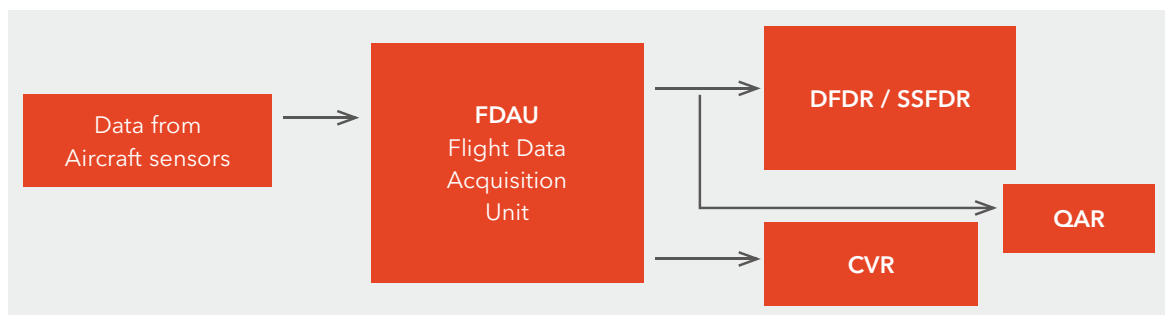 Data from
Aircraft sensors
FDAU
Flight Data
Acquisition
Unit
DFDR / SSFDR
QAR
CVR